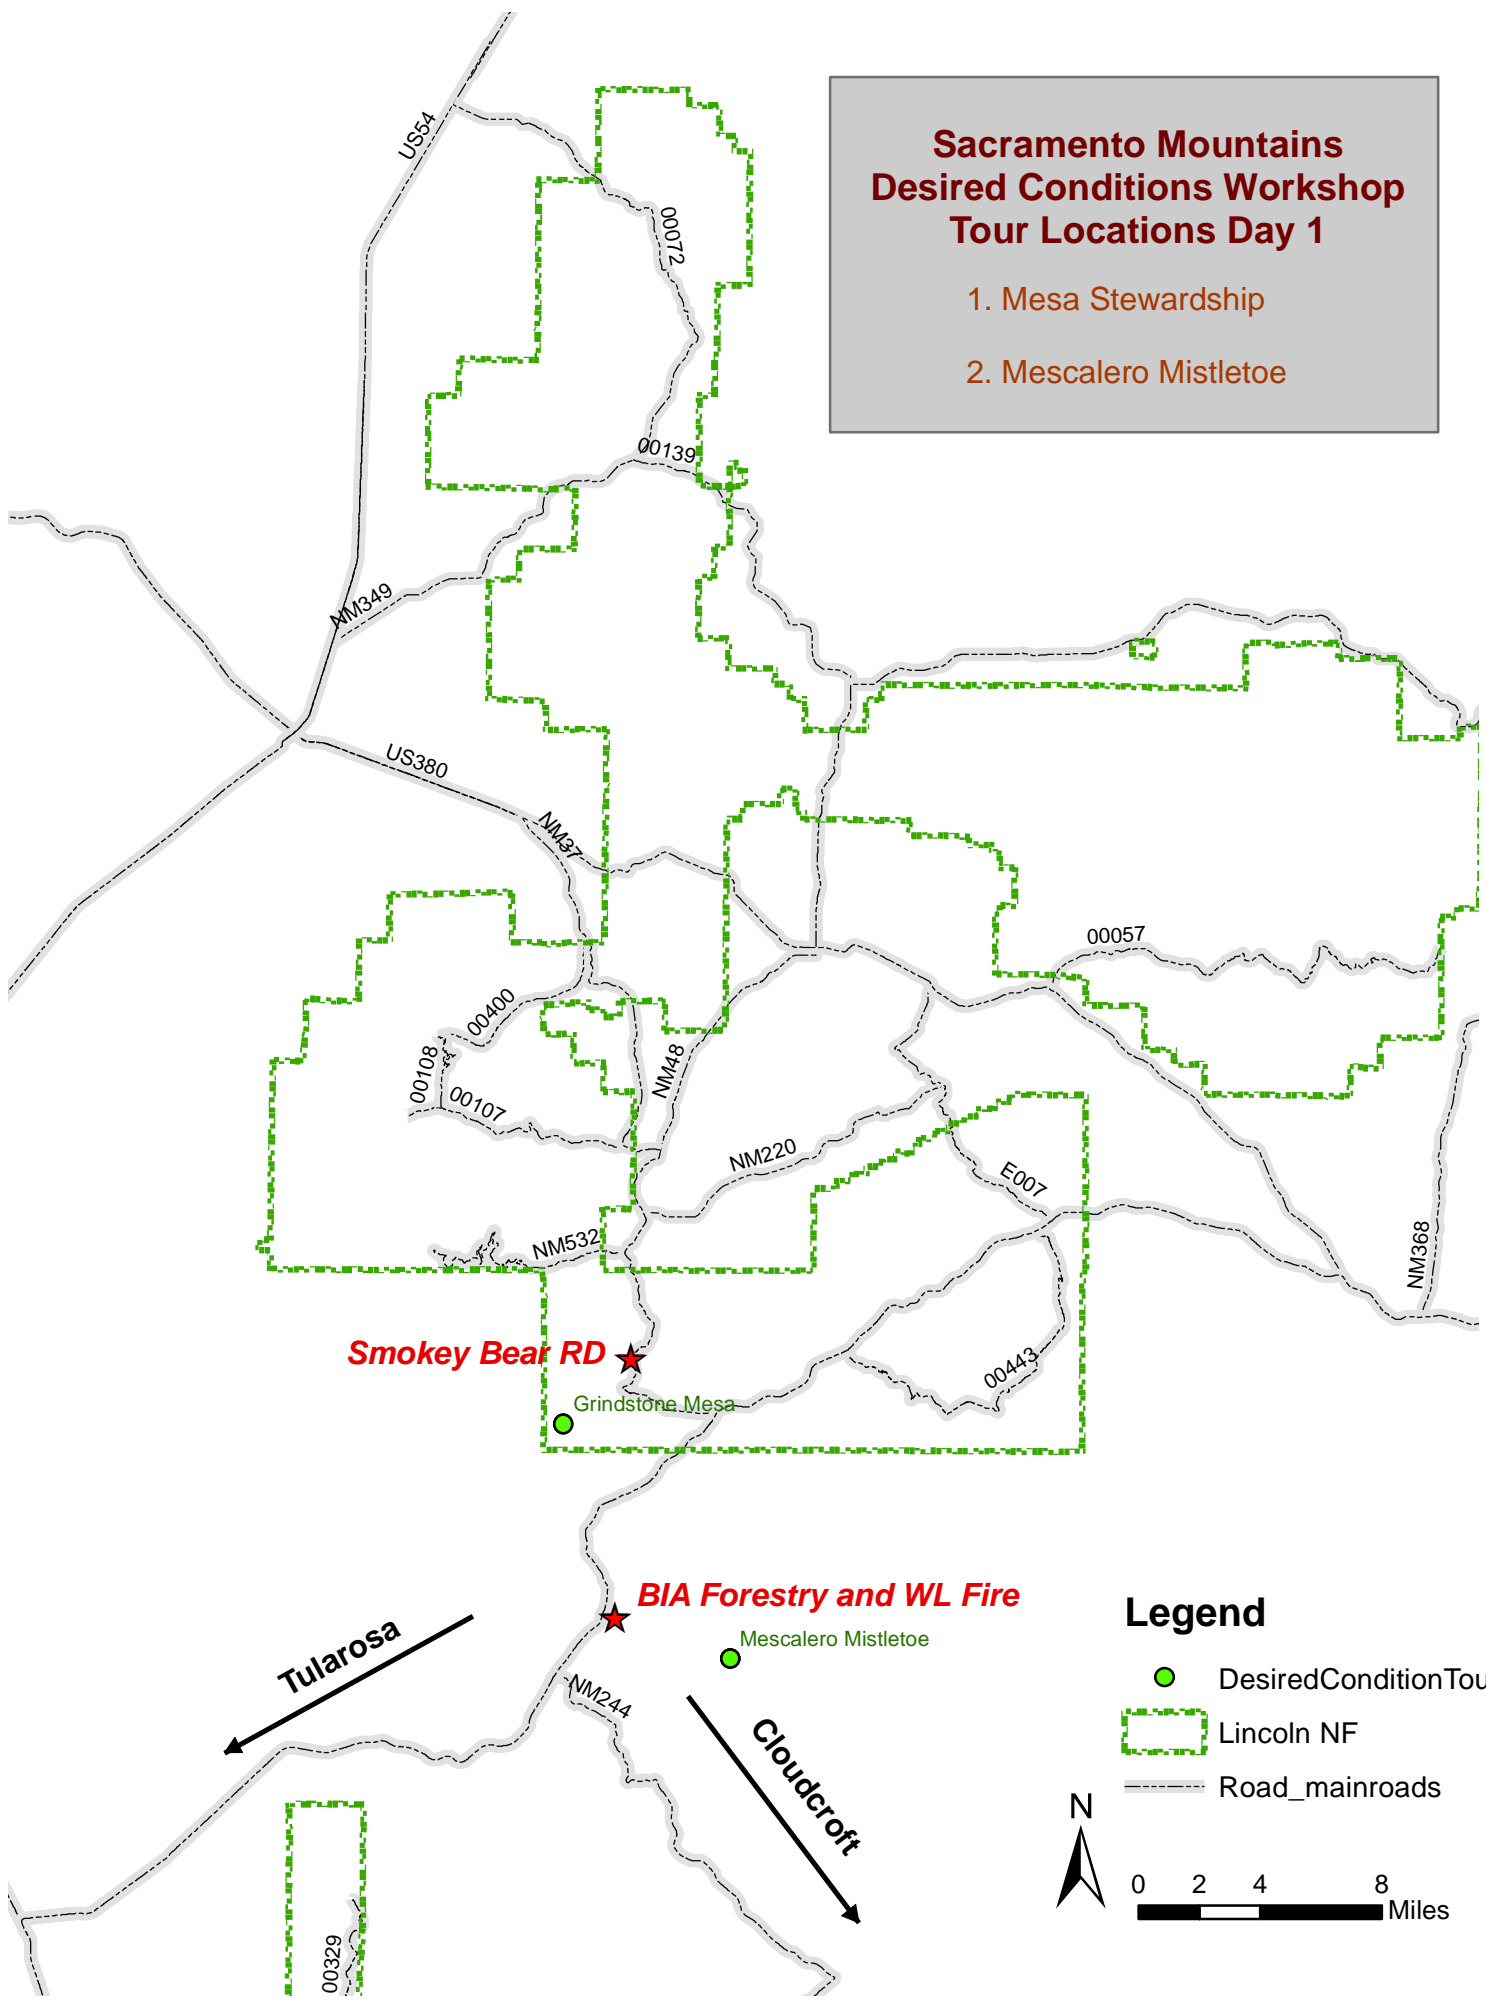 Sacramento Mountains
Desired Conditions Workshop
Tour Locations Day 1
1. Mesa Stewardship
2. Mescalero Mistletoe
US54
00072
00139
NM349
US380
NM37
00057
00400
00108
00107
NM48
NM220
E007
NM532
NM368
Smokey Bear RD
00443
Grindstone Mesa
BIA Forestry and WL Fire
Mescalero Mistletoe
Tularosa
NM244
Cloudcroft
00329
Legend
DesiredConditionTou
Lincoln NF
Road_mainroads
N
0 2 4 8
Miles